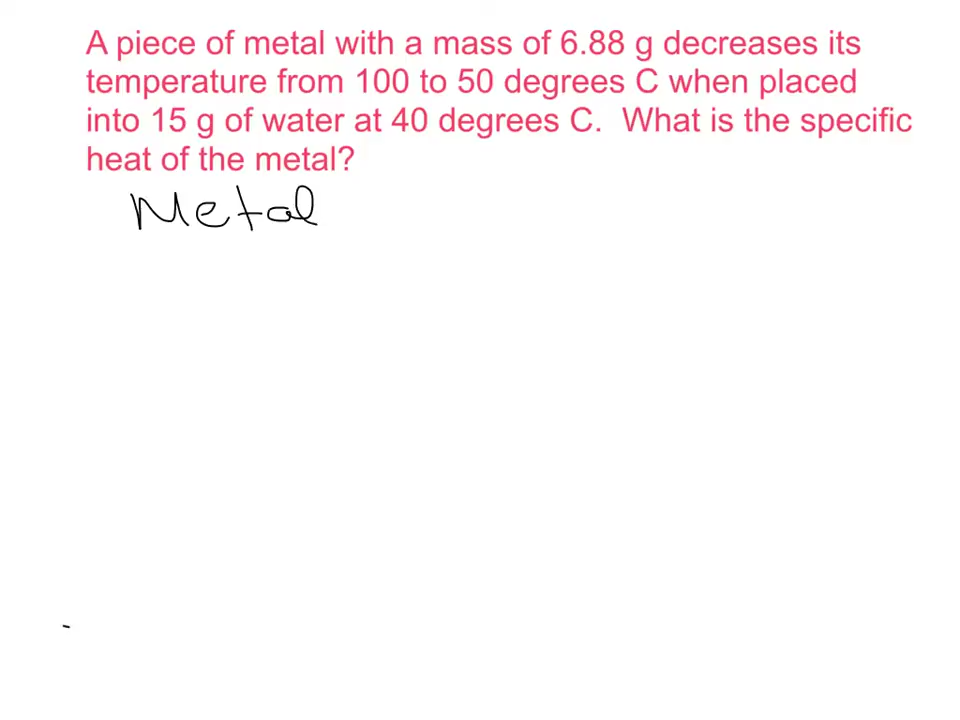 A piece of metal with a mass of 6.88 g decreases its
temperature from 100 to 50 degrees C when placed
into 15 g of water at 40 degrees C.  What is the specific
heat of the metal?
Metal